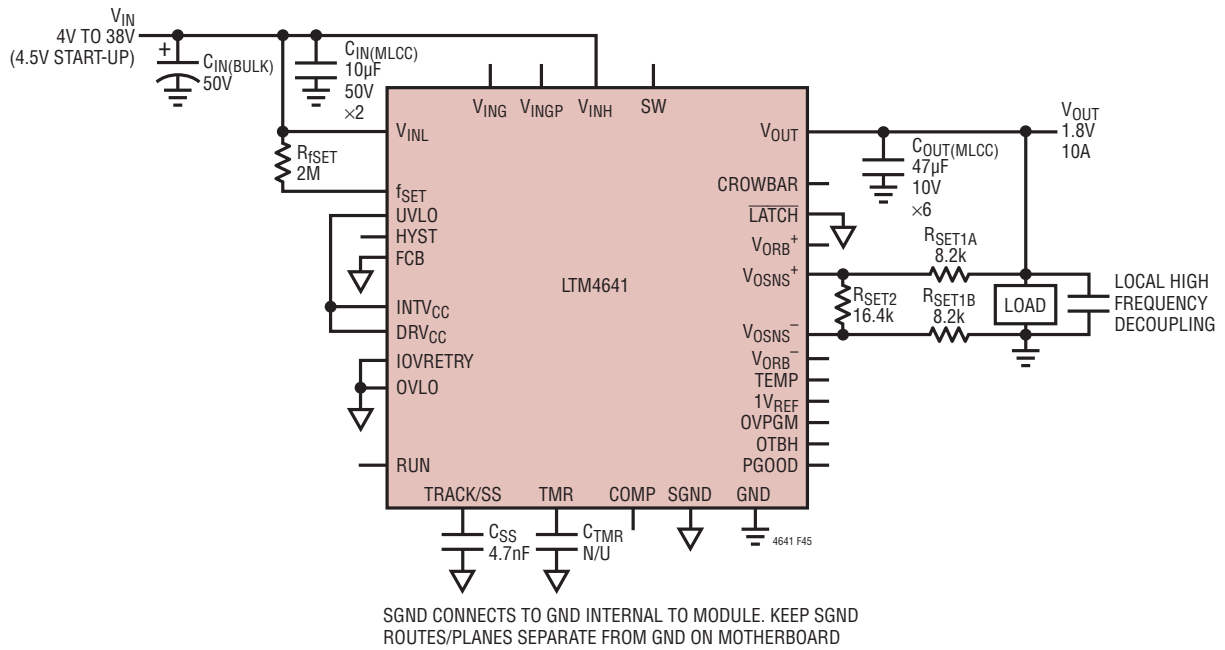 VIN
4V TO 38V
(4.5V START-UP)
+
CIN(BULK)
50V
CIN(MLCC)
10µF
50V
×2
RfSET
2M
VING
VINGP
VINH
SW
VINL
fSET
UVLO
HYST
FCB
INTVCC
DRVCC
IOVRETRY
OVLO
RUN
LTM4641
VOUT
CROWBAR
LATCH
VORB+
VOSNS+
VOSNS–
VORB–
TEMP
1VREF
OVPGM
OTBH
PGOOD
TRACK/SS
TMR
COMP
SGND
GND
VOUT
1.8V
10A
COUT(MLCC)
47µF
10V
×6
RSET1A
8.2k
RSET2
16.4k
RSET1B
8.2k
LOAD
LOCAL HIGH
FREQUENCY
DECOUPLING
CSS
4.7nF
CTMR
N/U
4641 F45
SGND CONNECTS TO GND INTERNAL TO MODULE. KEEP SGND
ROUTES/PLANES SEPARATE FROM GND ON MOTHERBOARD